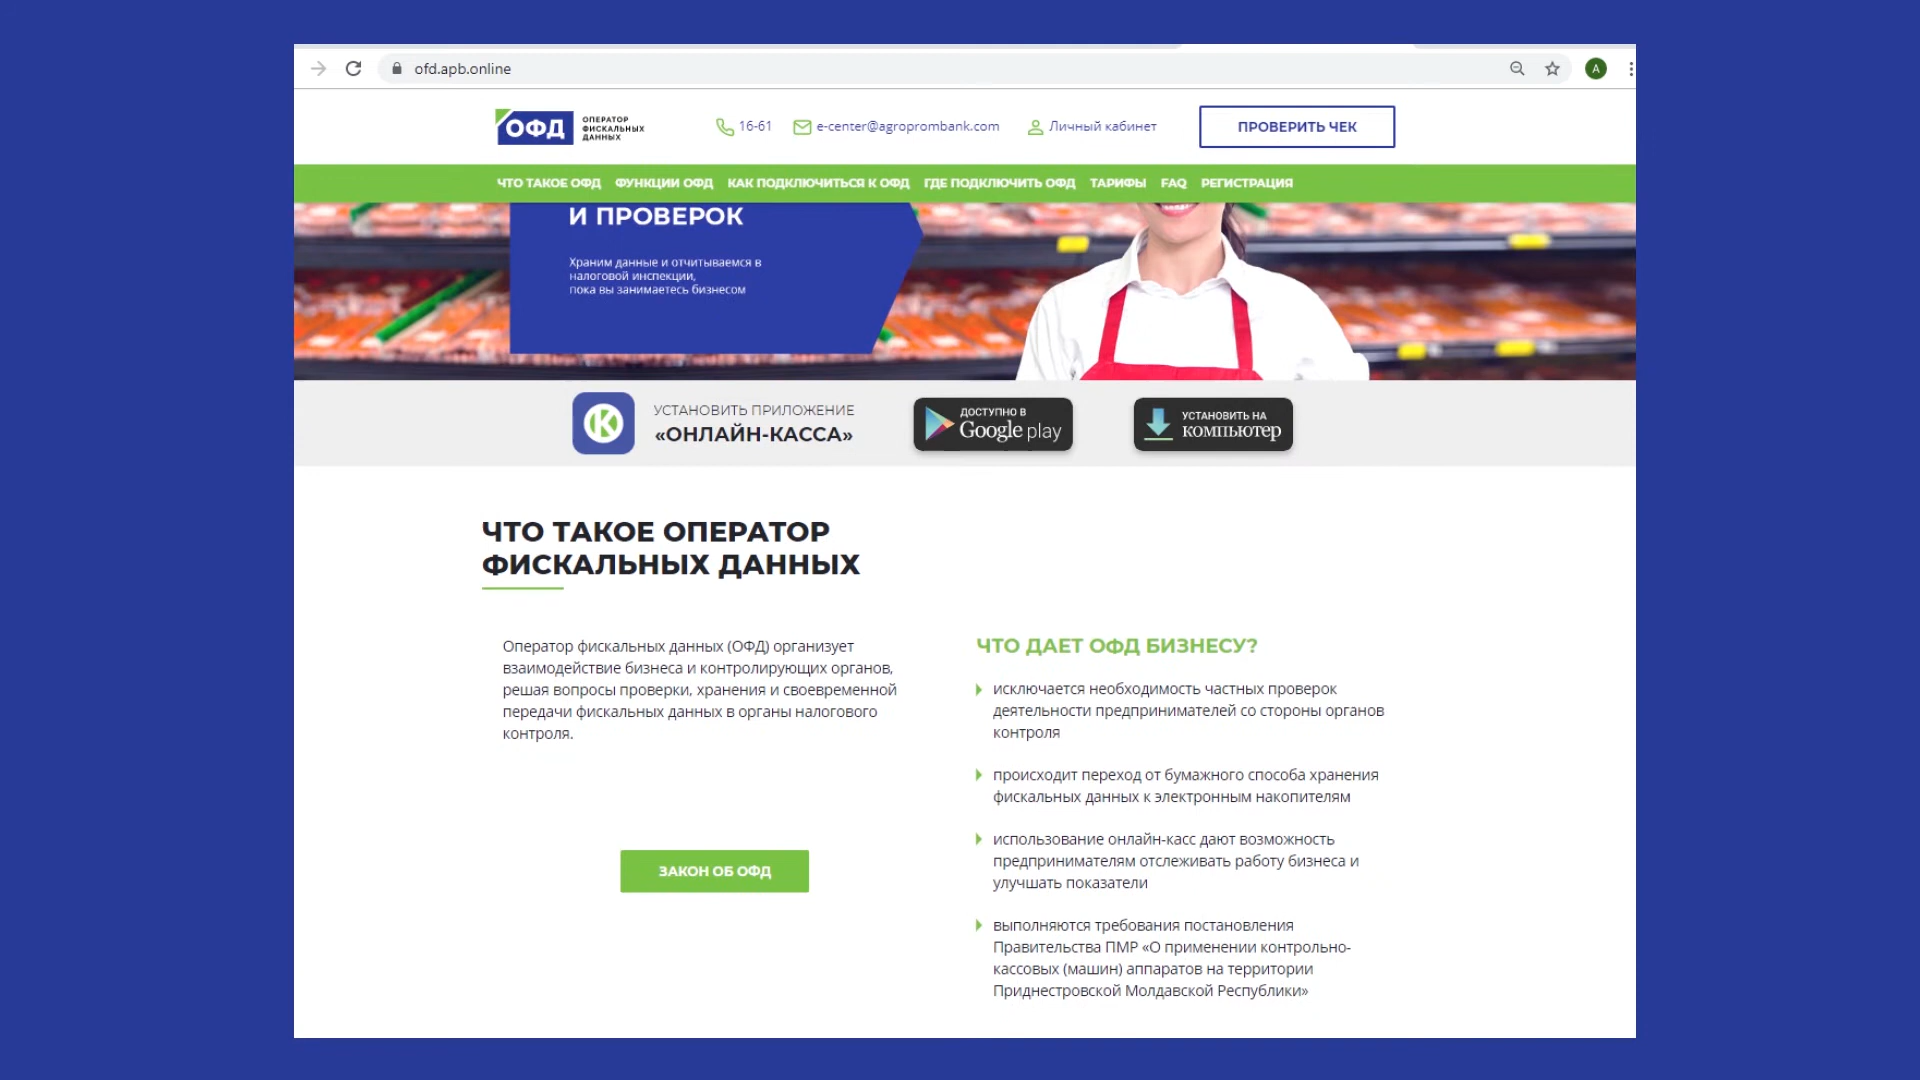 ofd.apb.online
A
ОФД
ОПЕРАТОР
ФИСКАЛЬНЫХ
ДАННЫХ
16-61
e-center@agroprombank.com
Личный кабинет
ПРОВЕРИТЬ ЧЕК
ЧТО ТАКОЕ ОФД ФУНКЦИИ ОФД КАК ПОДКЛЮЧИТЬСЯ К ОФД ГДЕ ПОДКЛЮЧИТЬ ОФД ТАРИФЫ FAQ РЕГИСТРАЦИЯ
И ПРОВЕРОК
Храним данные и отчитываемся в
налоговой инспекции,
пока вы занимаетесь бизнесом
K
УСТАНОВИТЬ ПРИЛОЖЕНИЕ
«ОНЛАЙН-КАССА»
ДОСТУПНО В
Google play
УСТАНОВИТЬ НА
компьютер
ЧТО ТАКОЕ ОПЕРАТОР
ФИСКАЛЬНЫХ ДАННЫХ
Оператор фискальных данных (ОФД) организует
взаимодействие бизнеса и контролирующих органов,
решая вопросы проверки, хранения и своевременной
передачи фискальных данных в органы налогового
контроля.
ЗАКОН ОБ ОФД
ЧТО ДАЕТ ОФД БИЗНЕСУ?
исключается необходимость частных проверок
деятельности предпринимателей со стороны органов
контроля
происходит переход от бумажного способа хранения
фискальных данных к электронным накопителям
использование онлайн-касс дают возможность
предпринимателям отслеживать работу бизнеса и
улучшать показатели
выполняются требования постановления
Правительства ПМР «О применении контрольно-
кассовых (машин) аппаратов на территории
Приднестровской Молдавской Республики»